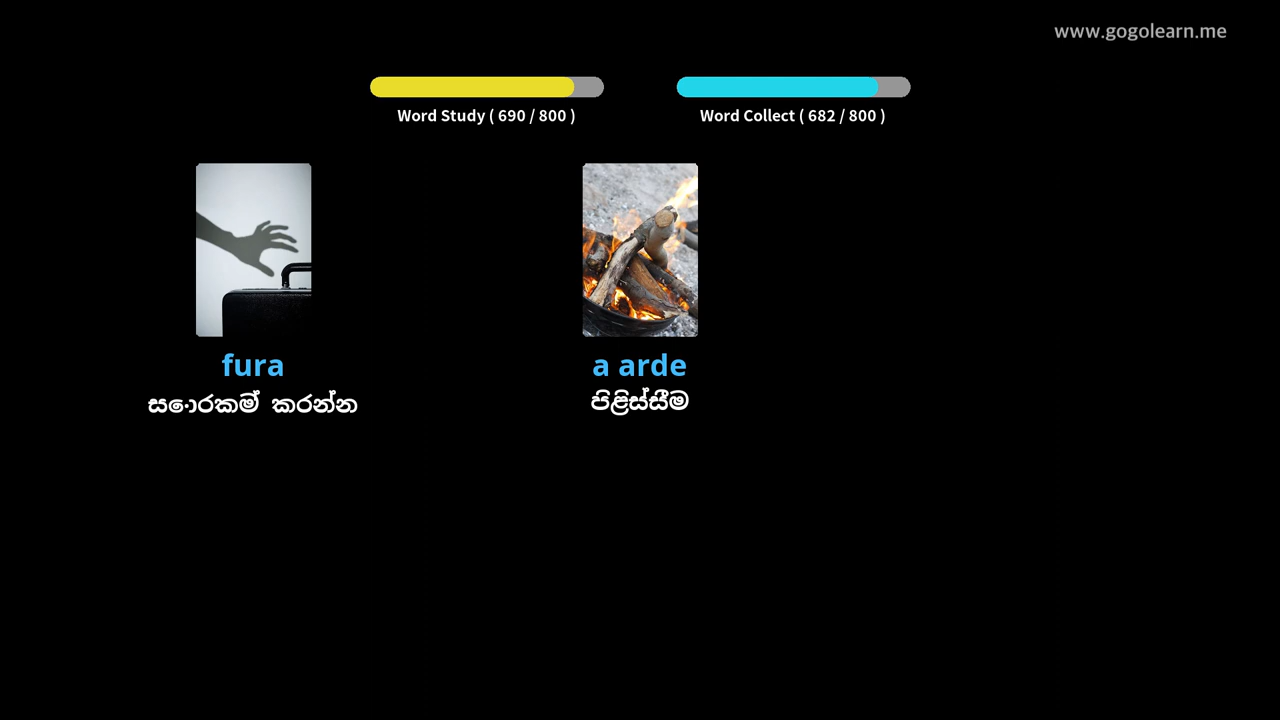 www.gogolearn.me
Word Study ( 690 / 800 )
Word Collect ( 682 / 800 )
fura
සොරකම් කරන්න
a arde
පිළිස්සීම